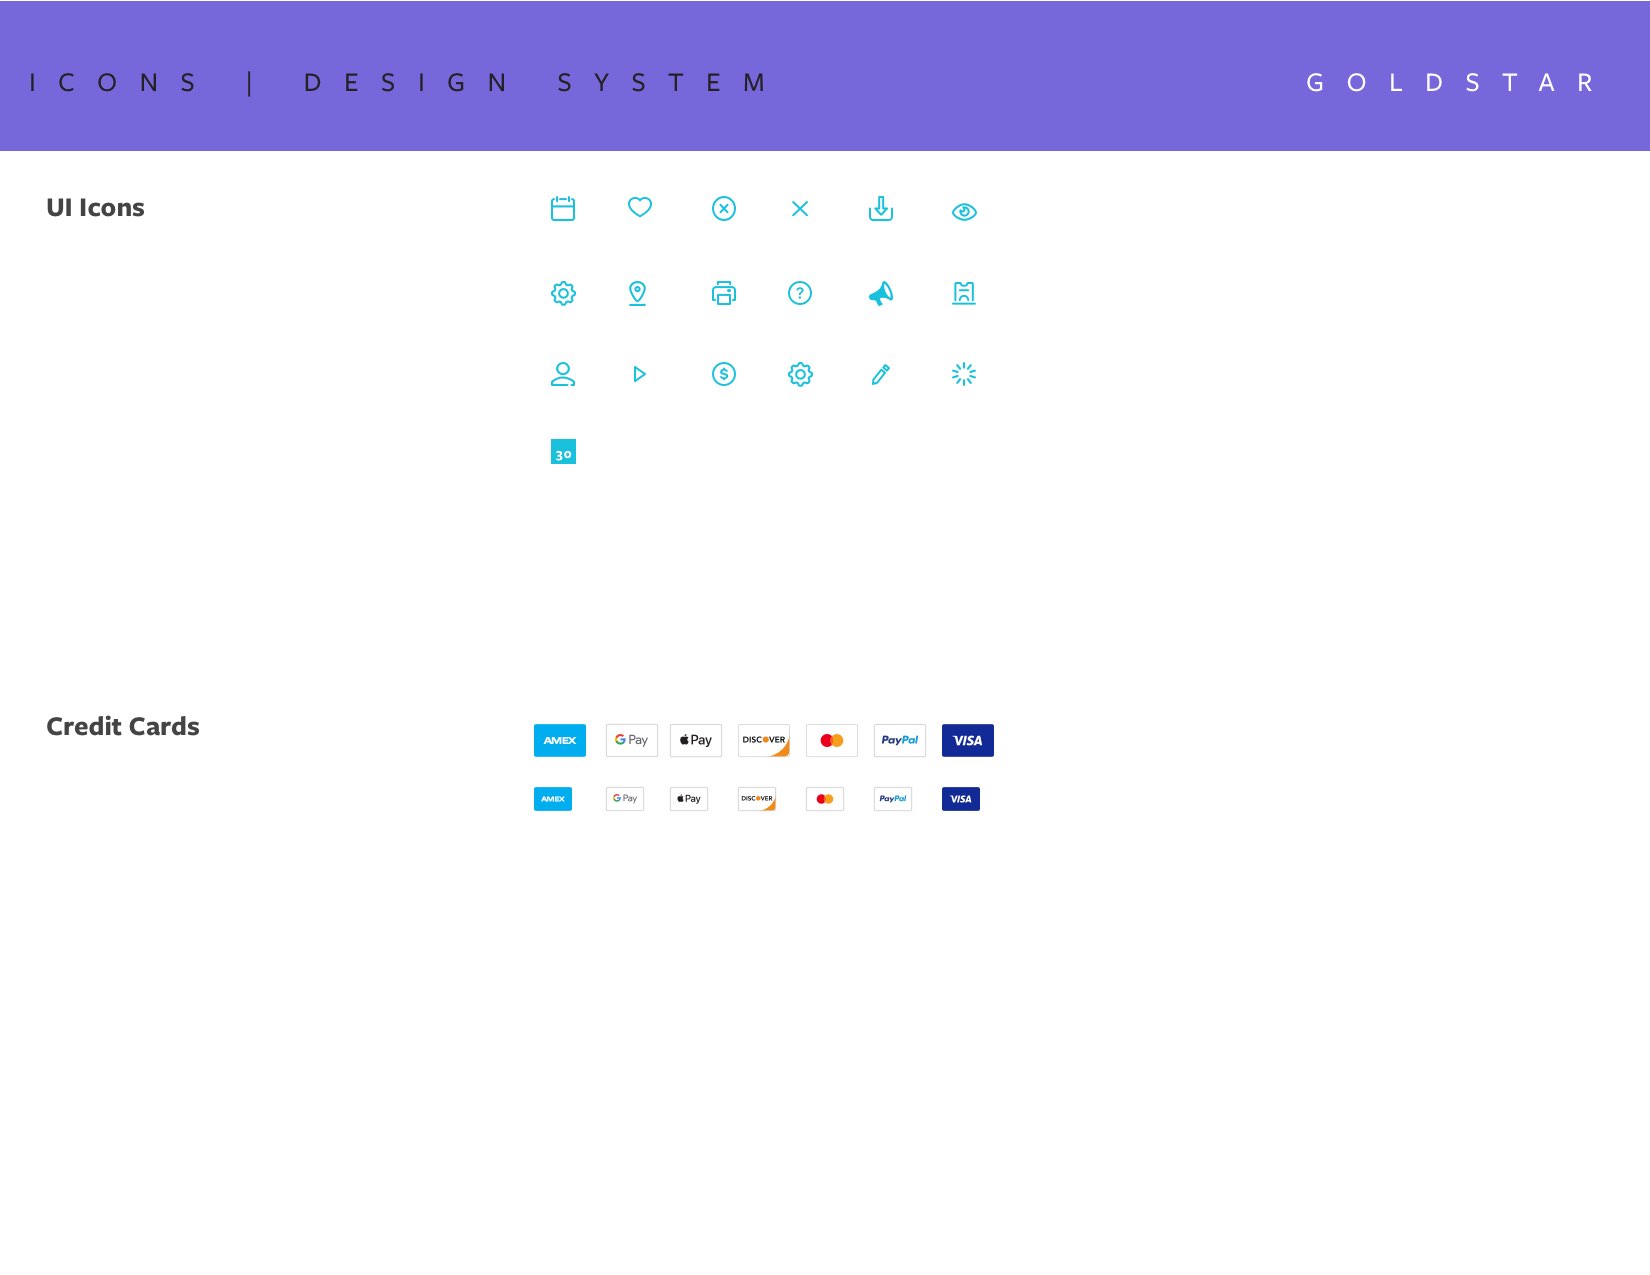 ICONS | DESIGN SYSTEM
GOLDSTAR
UI Icons
?
$
30
Credit Cards
AMEX G Pay Pay DISCOVER PayPal VISA
AMEX G Pay Pay DISCOVER PayPal VISA